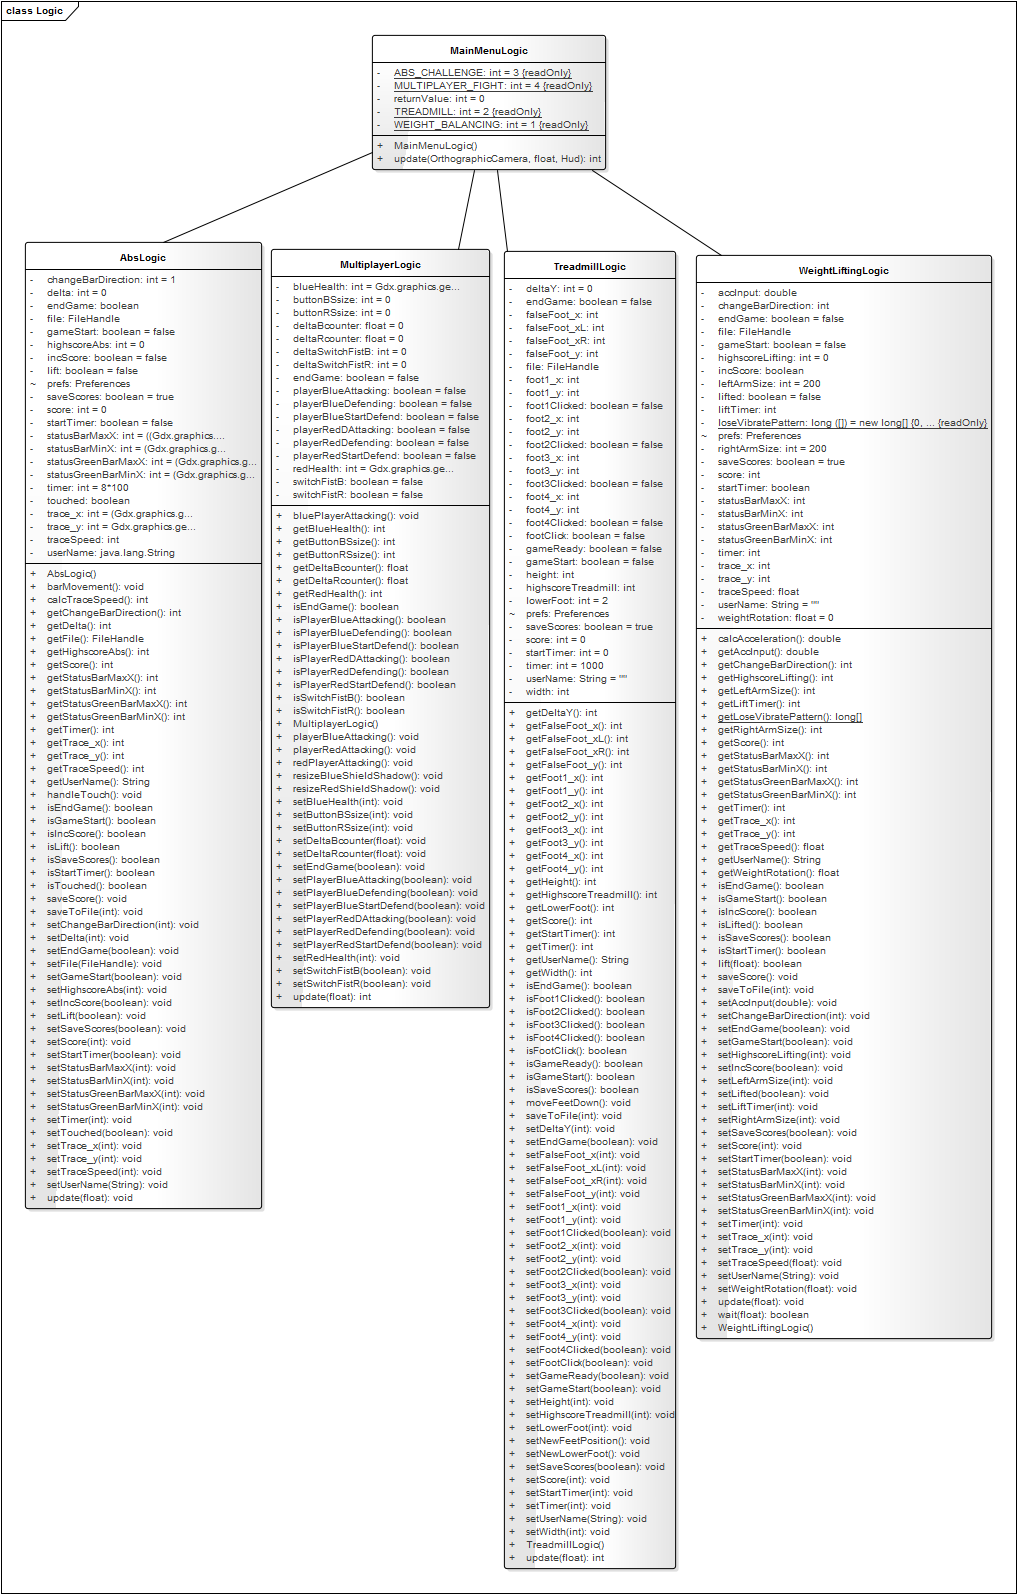 class Logic
MainMenuLogic
- ABS_CHALLENGE: int = 3 {readOnly}
- MULTIPLAYER_FIGHT: int = 4 {readOnly}
- returnValue: int = 0
- TREADMILL: int = 2 {readOnly}
- WEIGHT_BALANCING: int = 1 {readOnly}
+ MainMenuLogic()
+ update(OrthographicCamera, float, Hud): int
AbsLogic
- changeBarDirection: int = 1
- delta: int = 0
- endGame: boolean
- file: FileHandle
- gameStart: boolean = false
- highscoreAbs: int = 0
- incScore: boolean = false
- lift: boolean = false
~ prefs: Preferences
- saveScores: boolean = true
- score: int = 0
- startTimer: boolean = false
- statusBarMaxX: int = ((Gdx.graphics....
- statusBarMinX: int = (Gdx.graphics.g...
- statusGreenBarMaxX: int = (Gdx.graphics.g...
- statusGreenBarMinX: int = (Gdx.graphics.g...
- timer: int = 8*100
- touched: boolean
- trace_x: int = (Gdx.graphics.g...
- trace_y: int = Gdx.graphics.ge...
- traceSpeed: int
- userName: java.lang.String
+ AbsLogic()
+ barMovement(): void
+ calcTraceSpeed(): int
+ getChangeBarDirection(): int
+ getDelta(): int
+ getFile(): FileHandle
+ getHighscoreAbs(): int
+ getScore(): int
+ getStatusBarMaxX(): int
+ getStatusBarMinX(): int
+ getStatusGreenBarMaxX(): int
+ getStatusGreenBarMinX(): int
+ getTimer(): int
+ getTrace_x(): int
+ getTrace_y(): int
+ getTraceSpeed(): int
+ getUserName(): String
+ handleTouch(): void
+ isEndGame(): boolean
+ isGameStart(): boolean
+ isIncScore(): boolean
+ isLift(): boolean
+ isSaveScores(): boolean
+ isStartTimer(): boolean
+ isTouched(): boolean
+ saveScore(): void
+ saveToFile(int): void
+ setChangeBarDirection(int): void
+ setDelta(int): void
+ setEndGame(boolean): void
+ setFile(FileHandle): void
+ setGameStart(boolean): void
+ setHighscoreAbs(int): void
+ setIncScore(boolean): void
+ setLift(boolean): void
+ setSaveScores(boolean): void
+ setScore(int): void
+ setStartTimer(boolean): void
+ setStatusBarMaxX(int): void
+ setStatusBarMinX(int): void
+ setStatusGreenBarMaxX(int): void
+ setStatusGreenBarMinX(int): void
+ setTimer(int): void
+ setTouched(boolean): void
+ setTrace_x(int): void
+ setTrace_y(int): void
+ setTraceSpeed(int): void
+ setUserName(String): void
+ update(float): void
MultiplayerLogic
- blueHealth: int = Gdx.graphics.ge...
- buttonBSsize: int = 0
- buttonRSsize: int = 0
- deltaBcounter: float = 0
- deltaRcounter: float = 0
- deltaSwitchFistB: int = 0
- deltaSwitchFistR: int = 0
- endGame: boolean = false
- playerBlueAttacking: boolean = false
- playerBlueDefending: boolean = false
- playerBlueStartDefend: boolean = false
- playerRedDAttacking: boolean = false
- playerRedDefending: boolean = false
- playerRedStartDefend: boolean = false
- redHealth: int = Gdx.graphics.ge...
- switchFistB: boolean = false
- switchFistR: boolean = false
+ bluePlayerAttacking(): void
+ getBlueHealth(): int
+ getButtonBSsize(): int
+ getButtonRSsize(): int
+ getDeltaBcounter(): float
+ getDeltaRcounter(): float
+ getRedHealth(): int
+ isEndGame(): boolean
+ isPlayerBlueAttacking(): boolean
+ isPlayerBlueDefending(): boolean
+ isPlayerBlueStartDefend(): boolean
+ isPlayerRedDAttacking(): boolean
+ isPlayerRedDefending(): boolean
+ isPlayerRedStartDefend(): boolean
+ isSwitchFistB(): boolean
+ isSwitchFistR(): boolean
+ MultiplayerLogic()
+ playerBlueAttacking(): void
+ playerRedAttacking(): void
+ redPlayerAttacking(): void
+ resizeBlueShieldShadow(): void
+ resizeRedShieldShadow(): void
+ setBlueHealth(int): void
+ setButtonBSsize(int): void
+ setButtonRSsize(int): void
+ setDeltaBcounter(float): void
+ setDeltaRcounter(float): void
+ setEndGame(boolean): void
+ setPlayerBlueAttacking(boolean): void
+ setPlayerBlueDefending(boolean): void
+ setPlayerBlueStartDefend(boolean): void
+ setPlayerRedDAttacking(boolean): void
+ setPlayerRedDefending(boolean): void
+ setPlayerRedStartDefend(boolean): void
+ setRedHealth(int): void
+ setSwitchFistB(boolean): void
+ setSwitchFistR(boolean): void
+ update(float): int
TreadmillLogic
- deltaY: int = 0
- endGame: boolean = false
- falseFoot_x: int
- falseFoot_xL: int
- falseFoot_xR: int
- falseFoot_y: int
- file: FileHandle
- foot1_x: int
- foot1_y: int
- foot1Clicked: boolean = false
- foot2_x: int
- foot2_y: int
- foot2Clicked: boolean = false
- foot3_x: int
- foot3_y: int
- foot3Clicked: boolean = false
- foot4_x: int
- foot4_y: int
- foot4Clicked: boolean = false
- footClick: boolean = false
- gameReady: boolean = false
- gameStart: boolean = false
- height: int
- highscoreTreadmill: int
- lowerFoot: int = 2
~ prefs: Preferences
- saveScores: boolean = true
- score: int = 0
- startTimer: int = 0
- timer: int = 1000
- userName: String = ""
- width: int
+ getDeltaY(): int
+ getFalseFoot_x(): int
+ getFalseFoot_xL(): int
+ getFalseFoot_xR(): int
+ getFalseFoot_y(): int
+ getFoot1_x(): int
+ getFoot1_y(): int
+ getFoot2_x(): int
+ getFoot2_y(): int
+ getFoot3_x(): int
+ getFoot3_y(): int
+ getFoot4_x(): int
+ getFoot4_y(): int
+ getHeight(): int
+ getHighscoreTreadmill(): int
+ getLowerFoot(): int
+ getScore(): int
+ getStartTimer(): int
+ getTimer(): int
+ getUserName(): String
+ getWidth(): int
+ isEndGame(): boolean
+ isFoot1Clicked(): boolean
+ isFoot2Clicked(): boolean
+ isFoot3Clicked(): boolean
+ isFoot4Clicked(): boolean
+ isFootClick(): boolean
+ isGameReady(): boolean
+ isGameStart(): boolean
+ isSaveScores(): boolean
+ moveFeetDown(): void
+ saveToFile(int): void
+ setDeltaY(int): void
+ setEndGame(boolean): void
+ setFalseFoot_x(int): void
+ setFalseFoot_xL(int): void
+ setFalseFoot_xR(int): void
+ setFalseFoot_y(int): void
+ setFoot1_x(int): void
+ setFoot1_y(int): void
+ setFoot1Clicked(boolean): void
+ setFoot2_x(int): void
+ setFoot2_y(int): void
+ setFoot2Clicked(boolean): void
+ setFoot3_x(int): void
+ setFoot3_y(int): void
+ setFoot3Clicked(boolean): void
+ setFoot4_x(int): void
+ setFoot4_y(int): void
+ setFoot4Clicked(boolean): void
+ setFootClick(boolean): void
+ setGameReady(boolean): void
+ setGameStart(boolean): void
+ setHeight(int): void
+ setHighscoreTreadmill(int): void
+ setLowerFoot(int): void
+ setNewFeetPosition(): void
+ setNewLowerFoot(): void
+ setSaveScores(boolean): void
+ setScore(int): void
+ setStartTimer(int): void
+ setTimer(int): void
+ setUserName(String): void
+ setWidth(int): void
+ TreadmillLogic()
+ update(float): int
WeightLiftingLogic
- accInput: double
- changeBarDirection: int
- endGame: boolean = false
- file: FileHandle
- gameStart: boolean = false
- highscoreLifting: int = 0
- incScore: boolean
- leftArmSize: int = 200
- lifted: boolean = false
- liftTimer: int
- loseVibratePattern: long ([]) = new long[] {0, ... {readOnly}
~ prefs: Preferences
- rightArmSize: int = 200
- saveScores: boolean = true
- score: int
- startTimer: boolean
- statusBarMaxX: int
- statusBarMinX: int
- statusGreenBarMaxX: int
- statusGreenBarMinX: int
- timer: int
- trace_x: int
- trace_y: int
- traceSpeed: float
- userName: String = ""
- weightRotation: float = 0
+ calcAcceleration(): double
+ getAccInput(): double
+ getChangeBarDirection(): int
+ getHighscoreLifting(): int
+ getLeftArmSize(): int
+ getLiftTimer(): int
+ getLoseVibratePattern(): long[]
+ getRightArmSize(): int
+ getScore(): int
+ getStatusBarMaxX(): int
+ getStatusBarMinX(): int
+ getStatusGreenBarMaxX(): int
+ getStatusGreenBarMinX(): int
+ getTimer(): int
+ getTrace_x(): int
+ getTrace_y(): int
+ getTraceSpeed(): float
+ getUserName(): String
+ getWeightRotation(): float
+ isEndGame(): boolean
+ isGameStart(): boolean
+ isIncScore(): boolean
+ isLifted(): boolean
+ isSaveScores(): boolean
+ isStartTimer(): boolean
+ lift(float): boolean
+ saveScore(): void
+ saveToFile(int): void
+ setAccInput(double): void
+ setChangeBarDirection(int): void
+ setEndGame(boolean): void
+ setGameStart(boolean): void
+ setHighscoreLifting(int): void
+ setIncScore(boolean): void
+ setLeftArmSize(int): void
+ setLifted(boolean): void
+ setLiftTimer(int): void
+ setRightArmSize(int): void
+ setSaveScores(boolean): void
+ setScore(int): void
+ setStartTimer(boolean): void
+ setStatusBarMaxX(int): void
+ setStatusBarMinX(int): void
+ setStatusGreenBarMaxX(int): void
+ setStatusGreenBarMinX(int): void
+ setTimer(int): void
+ setTrace_x(int): void
+ setTrace_y(int): void
+ setTraceSpeed(float): void
+ setUserName(String): void
+ setWeightRotation(float): void
+ update(float): void
+ wait(float): boolean
+ WeightLiftingLogic()